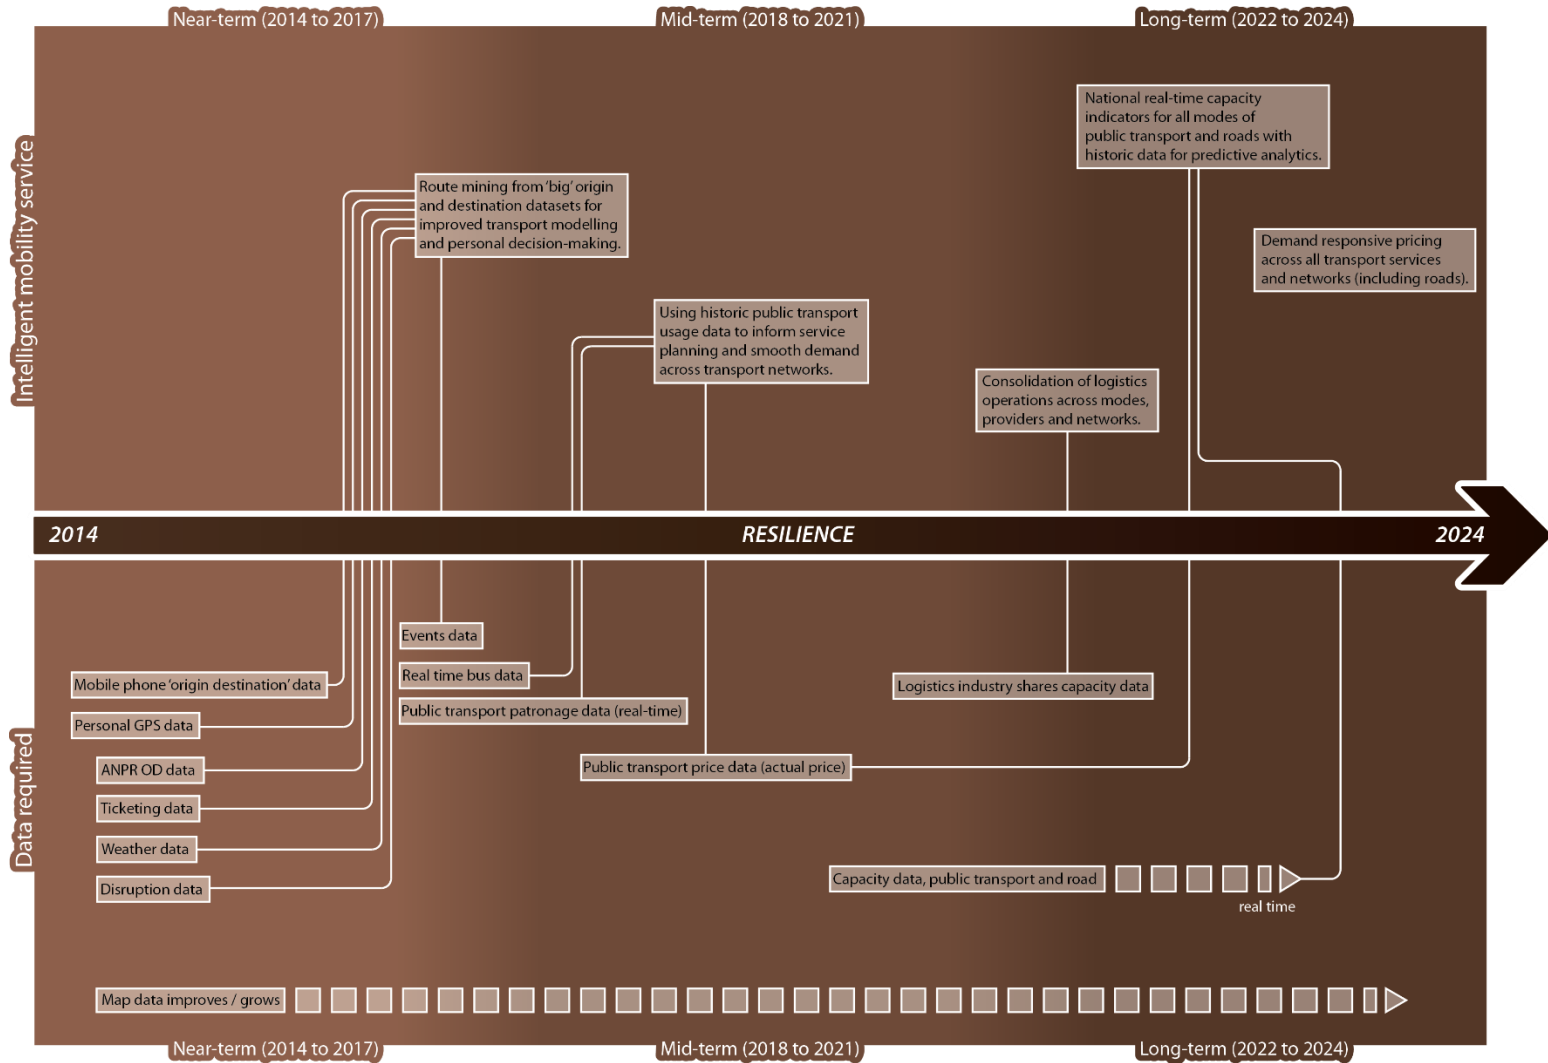 Near-term (2014 to 2017)
Mid-term (2018 to 2021)
Long-term (2022 to 2024)
Intelligent mobility service
National real-time capacity
indicators for all modes of
public transport and roads with
historic data for predictive analytics.
Route mining from ‘big’ origin
and destination datasets for
improved transport modelling
and personal decision-making.
Demand responsive pricing
across all transport services
and networks (including roads).
Using historic public transport
usage data to inform service
planning and smooth demand
across transport networks.
Consolidation of logistics
operations across modes,
providers and networks.
2014
RESILIENCE
2024
Data required
Events data
Real time bus data
Mobile phone ‘origin destination’ data
Logistics industry shares capacity data
Public transport patronage data (real-time)
Personal GPS data
ANPR OD data
Public transport price data (actual price)
Ticketing data
Weather data
Disruption data
Capacity data, public transport and road
real time
Map data improves / grows
Near-term (2014 to 2017)
Mid-term (2018 to 2021)
Long-term (2022 to 2024)